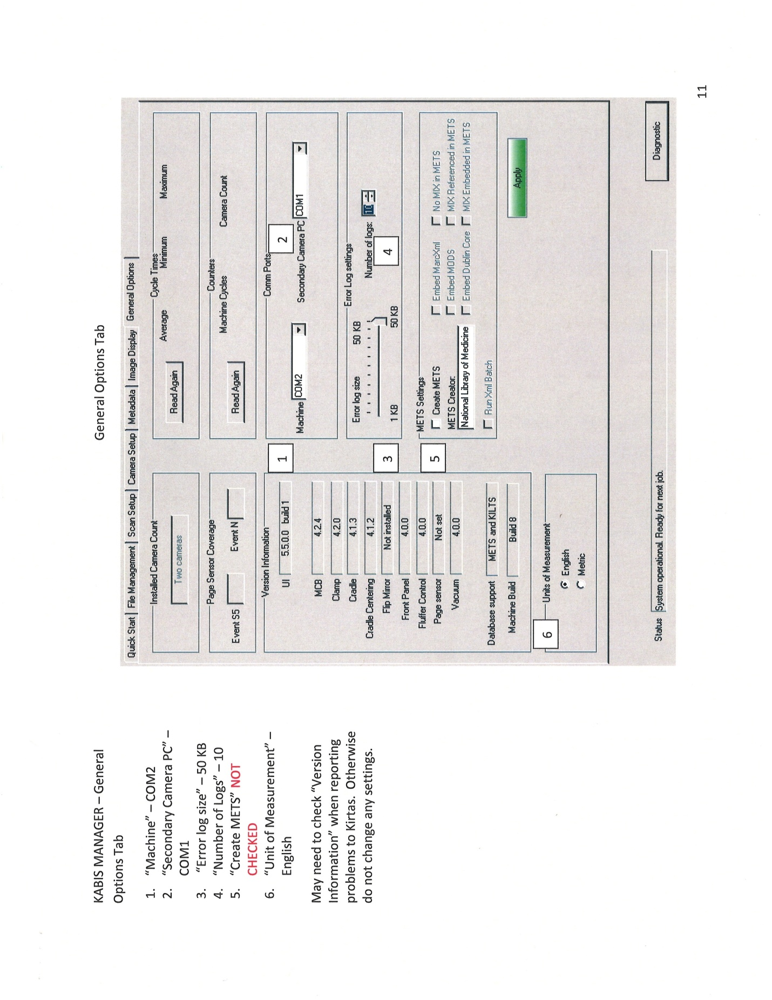 General Options Tab
KABIS MANAGER – General
Options Tab
1. "Machine" – COM2
2. "Secondary Camera PC" –
COM1
3. "Error log size" – 50 KB
4. "Number of Logs" – 10
5. "Create METS" NOT
CHECKED
6. "Unit of Measurement" –
English
May need to check "Version
Information" when reporting
problems to Kirtas. Otherwise
do not change any settings.
Quick Start File Management Scan Setup Camera Setup Metadata Image Display General Options
Installed Camera Count
Two cameras
Page Sensor Coverage
Event S5 Event N
Version Information
UI 5.5.0.0 build 1
MCB 4.2.4
Clamp 4.2.0
Cradle 4.1.3
Cradle Centering 4.1.2
Flip Mirror Not installed
Front Panel 4.0.0
Fluffer Control 4.0.0
Page sensor Not set
Vacuum 4.0.0
Database support METS and KILTS
Machine Build Build 8
6
Units of Measurement
English
Metric
Cycle Times
Average Minimum Maximum
Read Again
Counters
Machine Cycles Camera Count
Read Again
1
Comm Ports
2
Machine COM2 Secondary Camera PC COM1
Error Log settings
Error log size 50 KB Number of logs: 10
3
1 KB 50 KB
4
5
METS Settings
Create METS Embed MarcXml No MIX in METS
METS Creator: Embed MODS MIX Referenced in METS
National Library of Medicine Embed Dublin Core MIX Embedded in METS
Run Xml Batch
Apply
Status System operational. Ready for next job.
Diagnostic
11